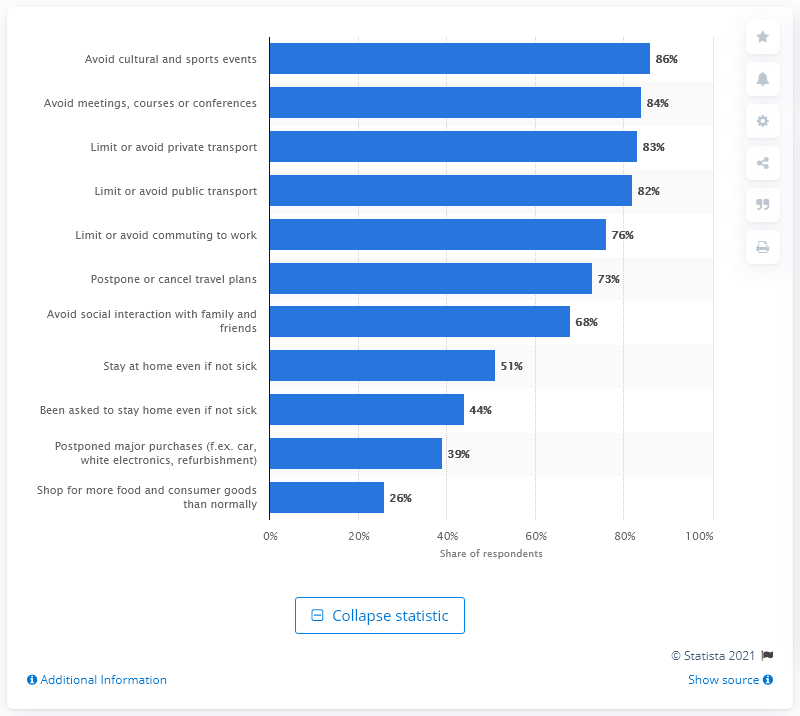 Avoid cultural and sports events 86%
Avoid meetings, courses or conferences 84%
Limit or avoid private transport 83%
Limit or avoid public transport 82%
Limit or avoid commuting to work 76%
Postpone or cancel travel plans 73%
Avoid social interaction with family and
friends 68%
Stay at home even if not sick 51%
Been asked to stay home even if not sick 44%
Postponed major purchases (f.ex. car,
white electronics, refurbishment) 39%
Shop for more food and consumer goods
than normally 26%
0% 20% 40% 60% 80% 100%
Share of respondents
Collapse statistic
© Statista 2021
Additional Information Show source